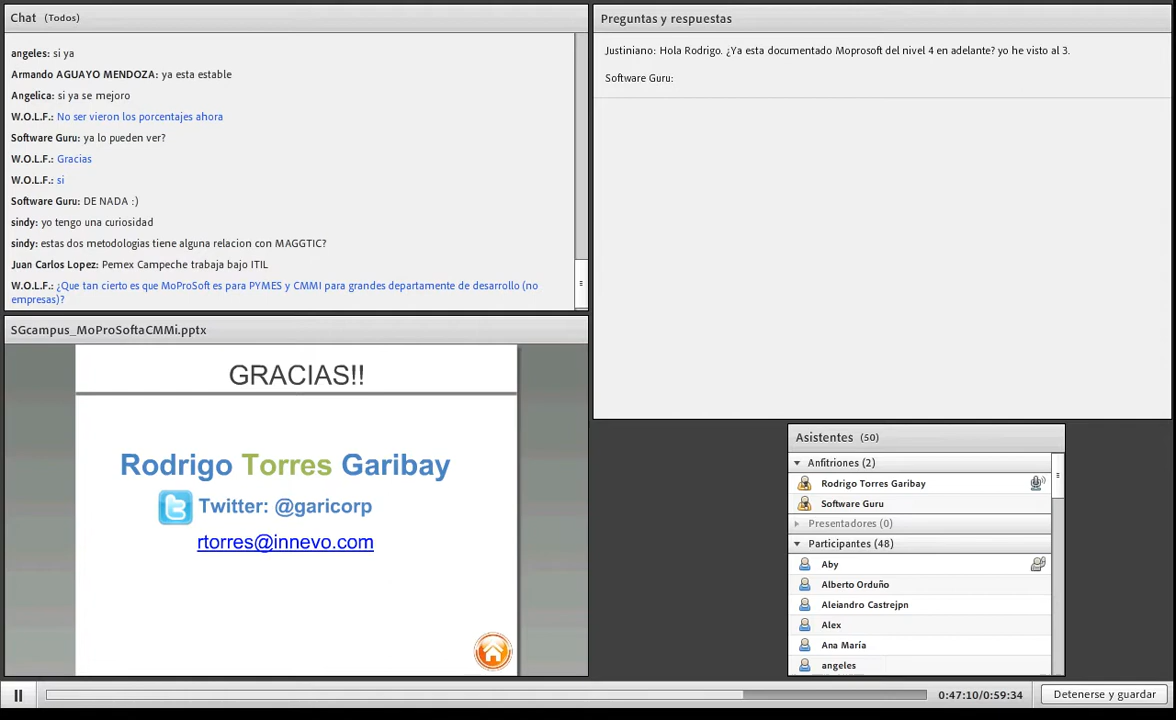 Chat (Todos)
angeles: si ya
Armando AGUAYO MENDOZA: ya esta estable
Angelica: si ya se mejoro
W.O.L.F.: No ser vieron los porcentajes ahora
Software Guru: ya lo pueden ver?
W.O.L.F.: Gracias
W.O.L.F.: si
Software Guru: DE NADA :)
sindy: yo tengo una curiosidad
sindy: estas dos metodologias tiene alguna relacion con MAGGTIC?
Juan Carlos Lopez: Pemex Campeche trabaja bajo ITIL
W.O.L.F.: ¿Que tan cierto es que MoProSoft es para PYMES y CMMI para grandes departamente de desarrollo (no
empresas)?
SGcampus_MoProSoftaCMMi.pptx
GRACIAS!!
Rodrigo Torres Garibay
Twitter: @garicorp
rtorres@innevo.com
Preguntas y respuestas
Justiniano: Hola Rodrigo. ¿Ya esta documentado Moprosoft del nivel 4 en adelante? yo he visto al 3.
Software Guru:
Asistentes (50)
Anfitriones (2)
Rodrigo Torres Garibay
Software Guru
Presentadores (0)
Participantes (48)
Aby
Alberto Orduño
Alejandro Castrejpn
Alex
Ana María
angeles
0:47:10/0:59:34
Detenerse y guardar